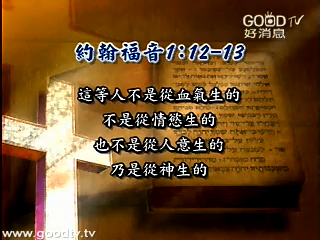 GOOD TV
好消息
約翰福音1:12-13
這等人不是從血氣生的
不是從情慾生的
也不是從人意生的
乃是從神生的
www.goodtv.tv